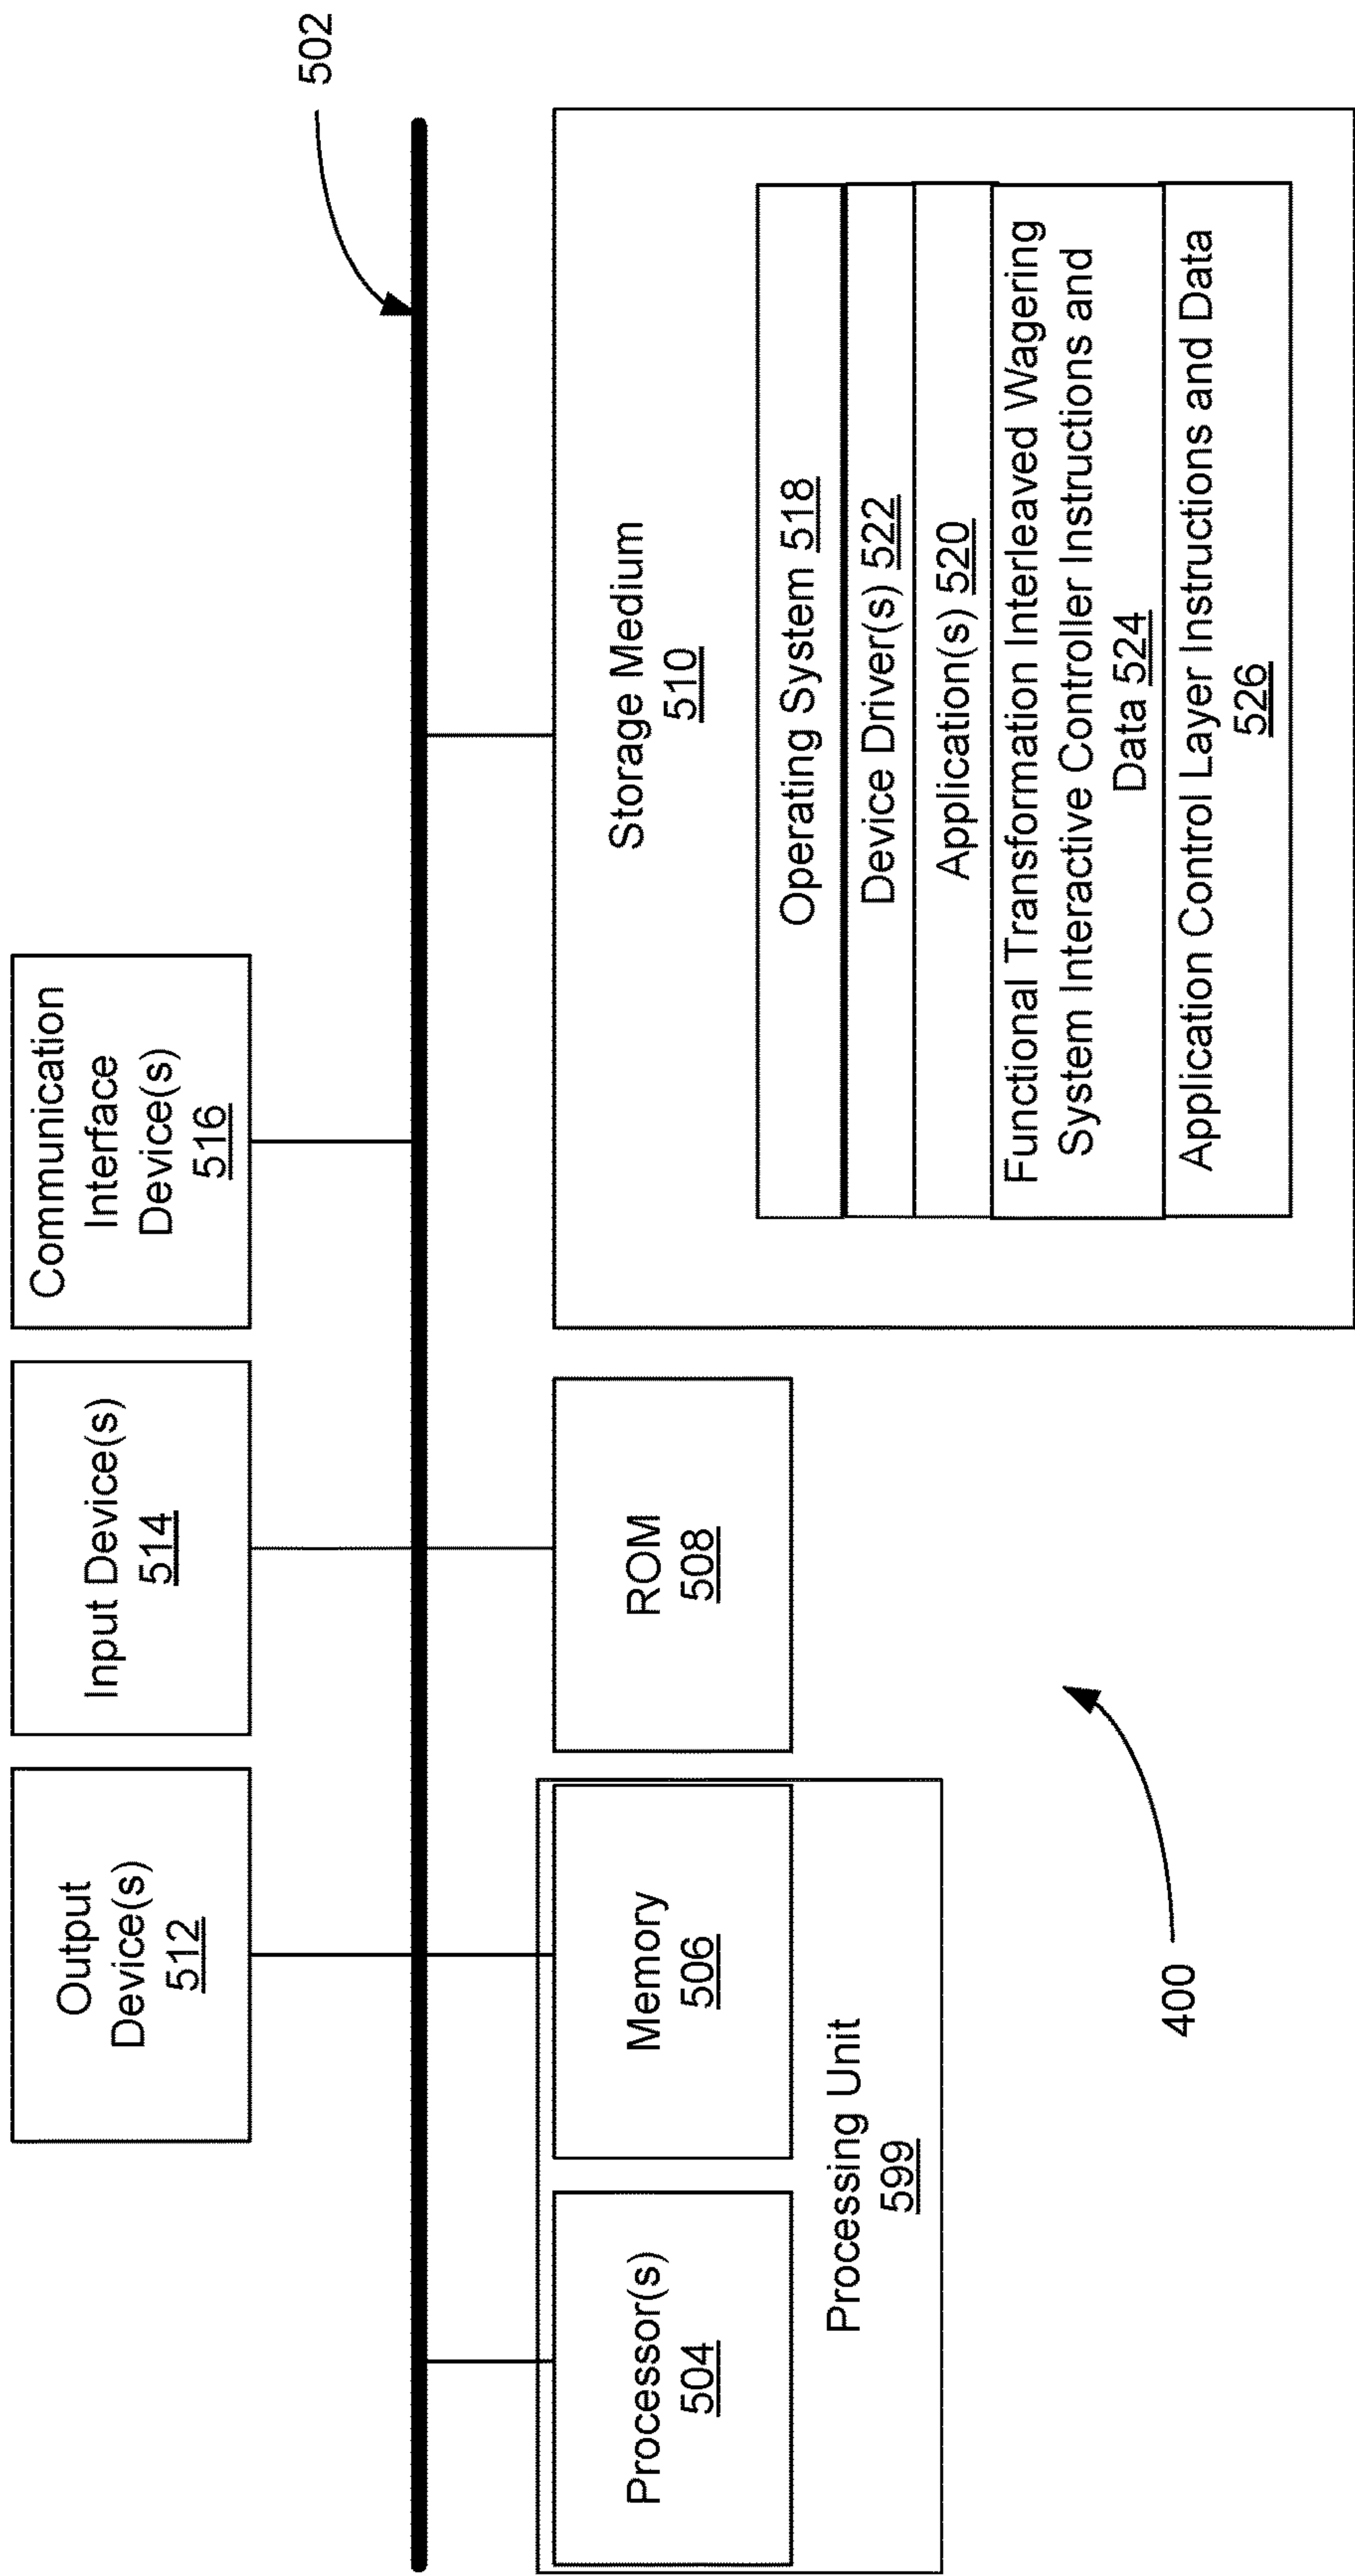 502
Output
Device(s)
512
Input Device(s)
514
Communication
Interface
Device(s)
516
Processor(s)
504
Memory
506
Processing Unit
599
ROM
508
Storage Medium
510
Operating System 518
Device Driver(s) 522
Application(s) 520
Functional Transformation Interleaved Wagering
System Interactive Controller Instructions and
Data 524
Application Control Layer Instructions and Data
526
400